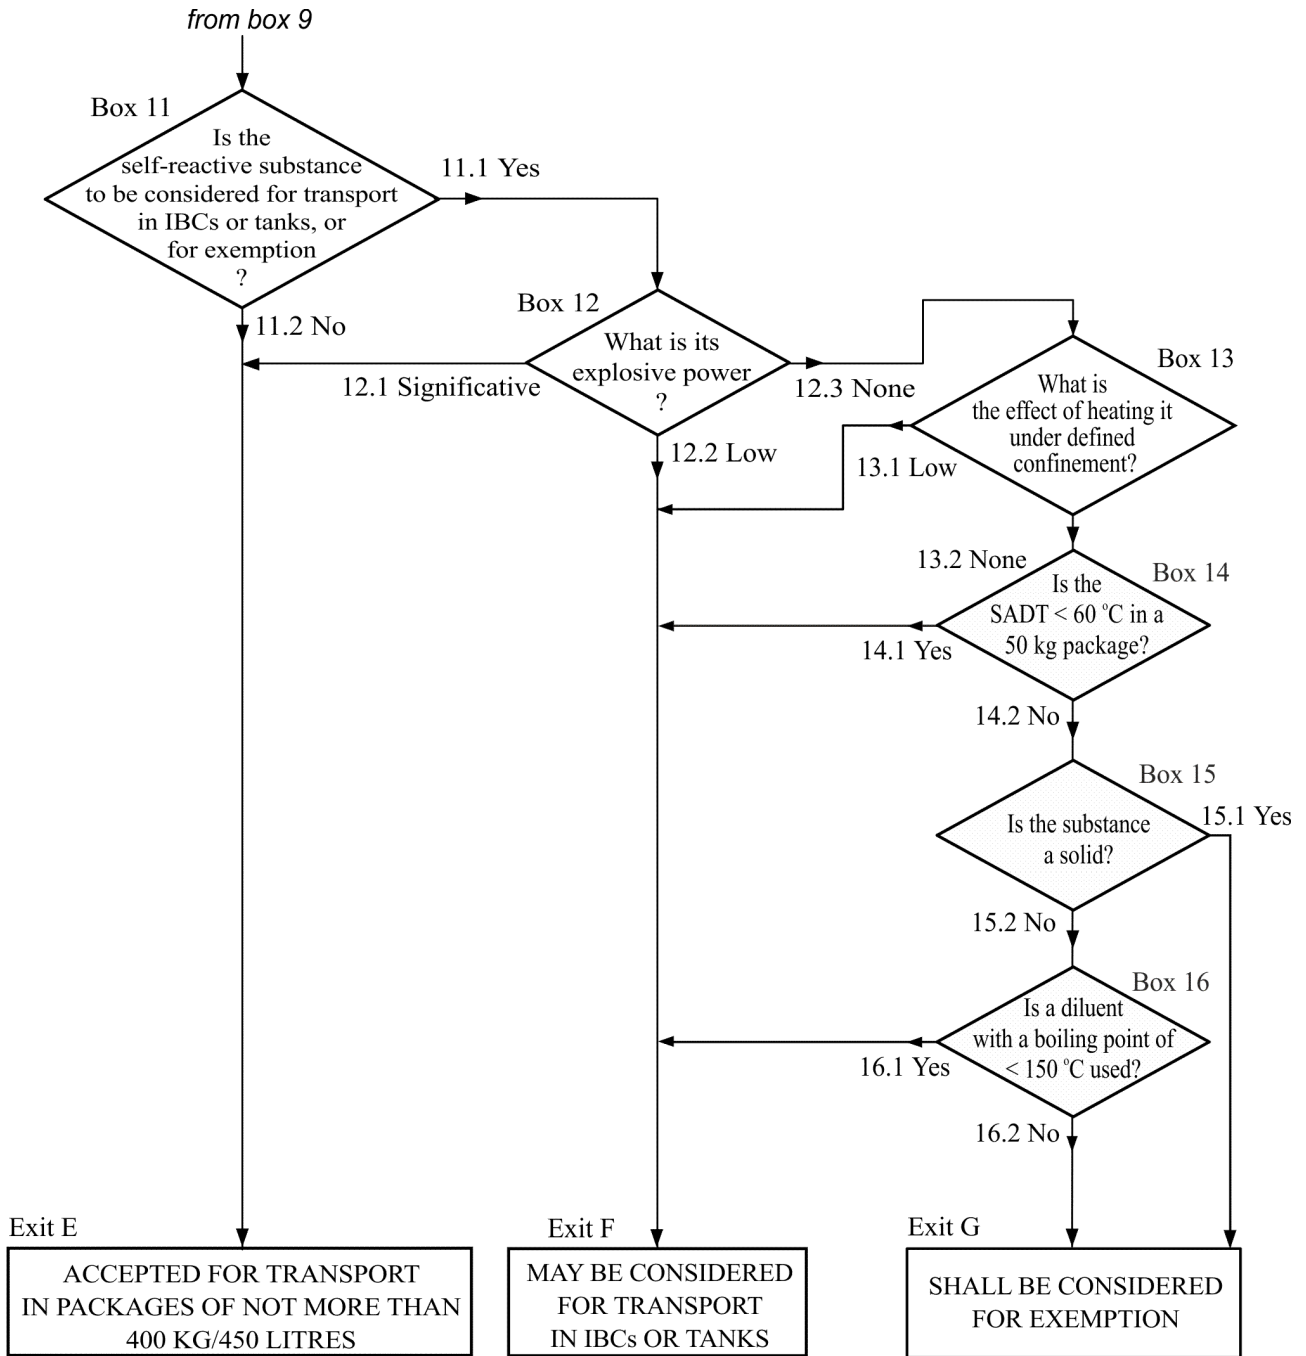 from box 9
Box 11
Is the
self-reactive substance
to be considered for transport
in IBCs or tanks, or
for exemption
?
11.1 Yes
11.2 No
Box 12
What is its
explosive power
?
12.1 Significative
12.3 None
12.2 Low
Box 13
What is
the effect of heating it
under defined
confinement?
13.1 Low
13.2 None
Box 14
Is the
SADT < 60 °C in a
50 kg package?
14.1 Yes
14.2 No
Box 15
Is the substance
a solid?
15.1 Yes
15.2 No
Box 16
Is a diluent
with a boiling point of
< 150 °C used?
16.1 Yes
16.2 No
Exit E
ACCEPTED FOR TRANSPORT
IN PACKAGES OF NOT MORE THAN
400 KG/450 LITRES
Exit F
MAY BE CONSIDERED
FOR TRANSPORT
IN IBCs OR TANKS
Exit G
SHALL BE CONSIDERED
FOR EXEMPTION